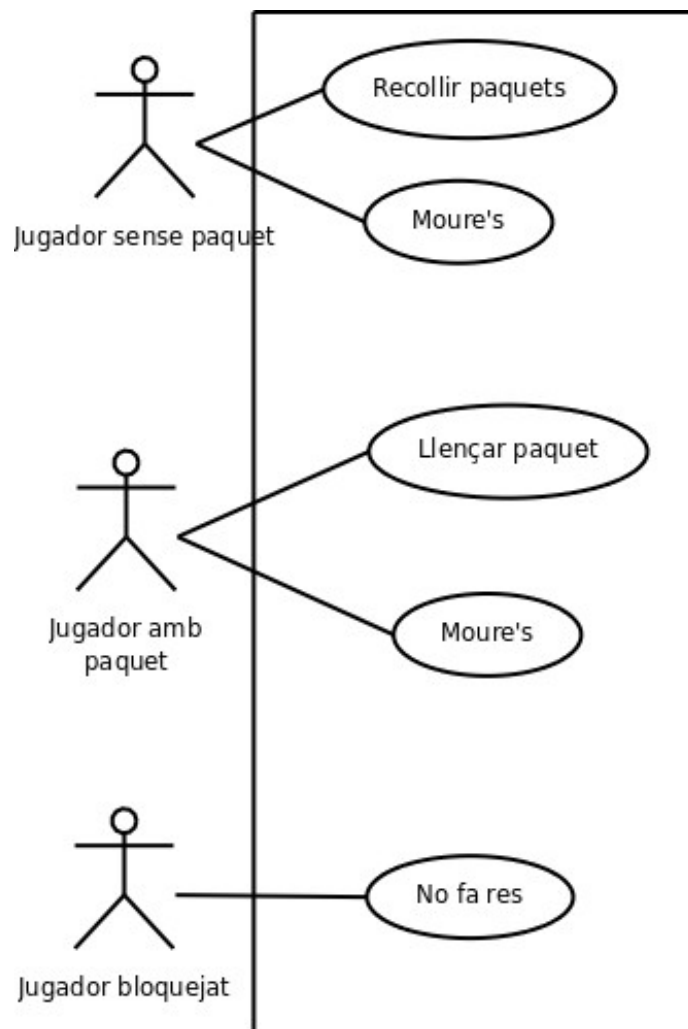 Recollir paquets
Moure's
Jugador sense paquet
Llençar paquet
Moure's
Jugador amb
paquet
No fa res
Jugador bloquejat